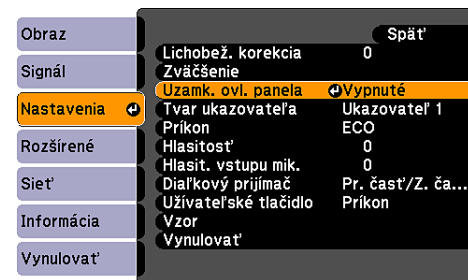 Obraz
Signál
Nastavenia
Rozšírené
Sieť
Informácia
Vynulovať
Späť
Lichobež. korekcia 0
Zväčšenie
Uzamk. ovl. panela Vypnuté
Tvar ukazovateľa Ukazovateľ 1
Príkon ECO
Hlasitosť 0
Hlasit. vstupu mik. 0
Diaľkový prijímač Pr. časť/Z. ča...
Užívateľské tlačidlo Príkon
Vzor
Vynulovať